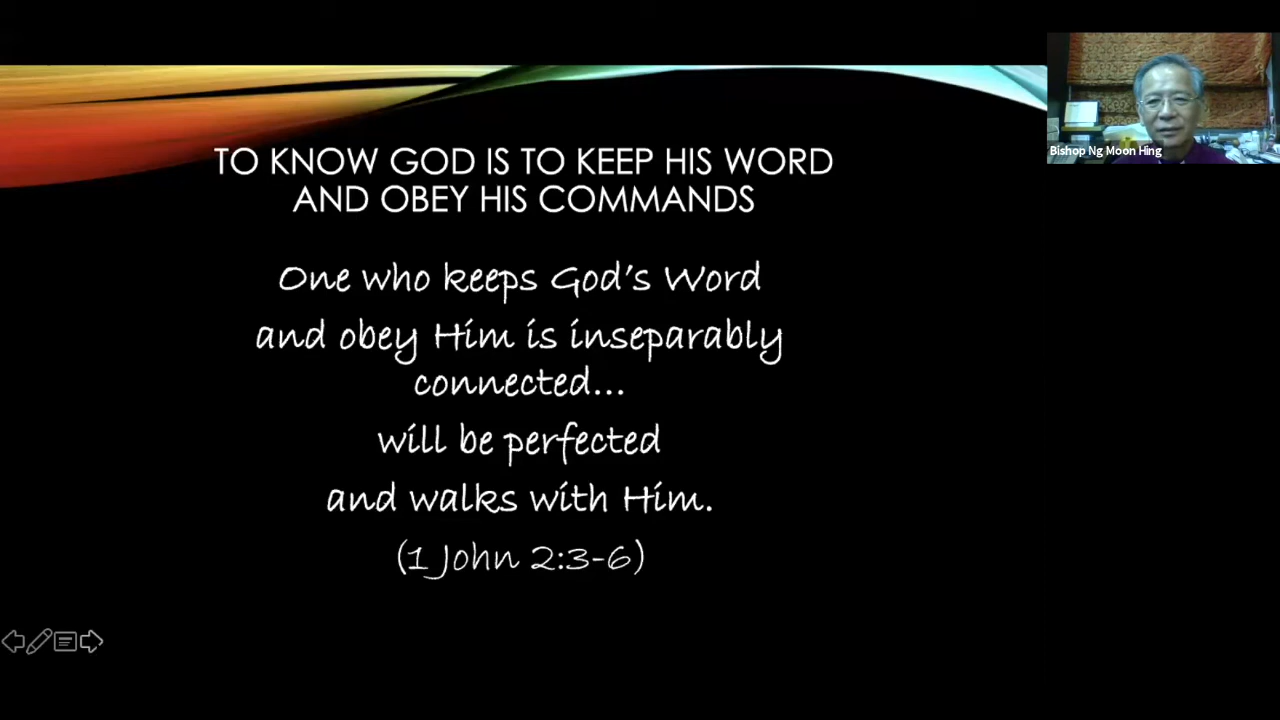 TO KNOW GOD IS TO KEEP HIS WORD
AND OBEY HIS COMMANDS
One who keeps God's Word
and obey Him is inseparably
connected...
will be perfected
and walks with Him.
(1 John 2:3-6)
Bishop Ng Moon Hing